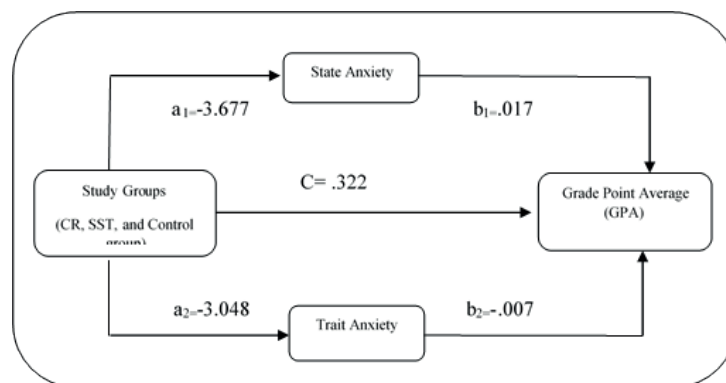 State Anxiety
a1=-3.677
b1=.017
C= .322
Study Groups
(CR, SST, and Control
group)
Grade Point Average
(GPA)
a2=-3.048
b2=-.007
Trait Anxiety